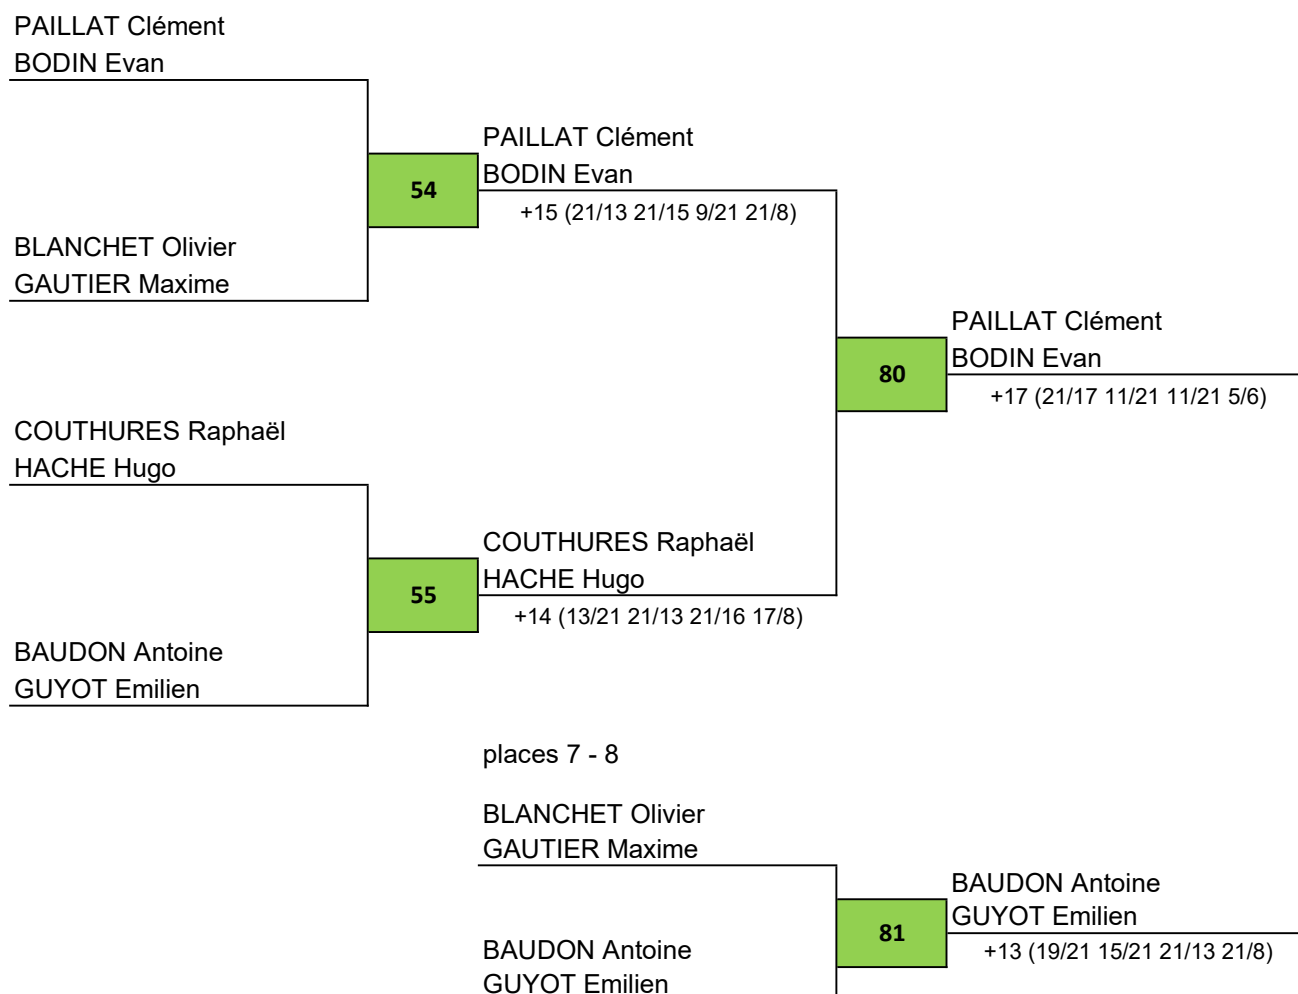 PAILLAT Clément
BODIN Evan
PAILLAT Clément
54
BODIN Evan
+15 (21/13 21/15 9/21 21/8)
BLANCHET Olivier
GAUTIER Maxime
PAILLAT Clément
80
BODIN Evan
+17 (21/17 11/21 11/21 5/6)
COUTHURES Raphaël
HACHE Hugo
COUTHURES Raphaël
55
HACHE Hugo
+14 (13/21 21/13 21/16 17/8)
BAUDON Antoine
GUYOT Emilien
places 7 - 8
BLANCHET Olivier
GAUTIER Maxime
BAUDON Antoine
81
GUYOT Emilien
+13 (19/21 15/21 21/13 21/8)
BAUDON Antoine
GUYOT Emilien